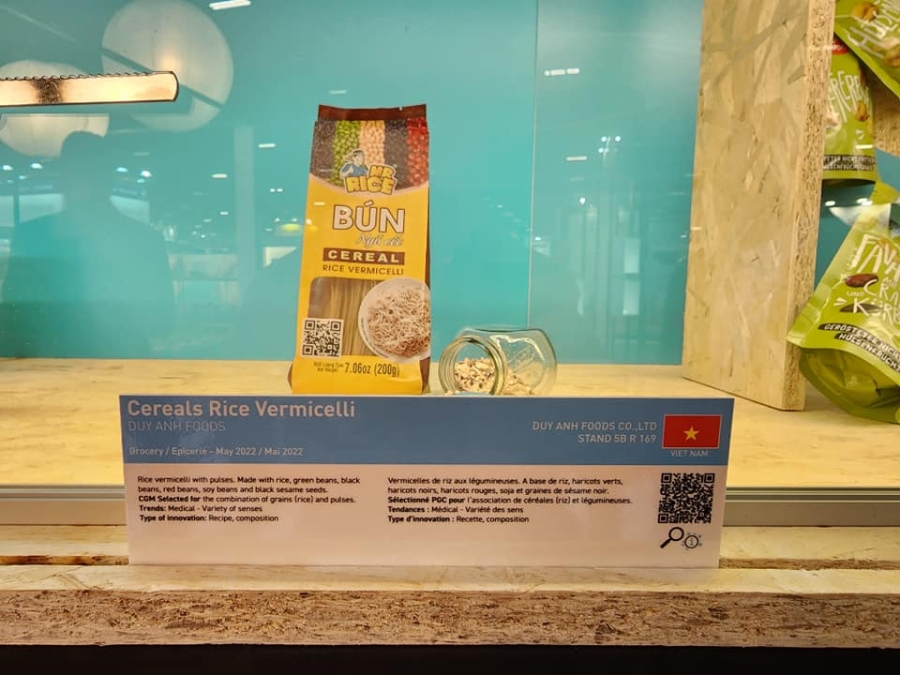 MR.
RICE
BÚN
Ngũ cốc
CEREAL
RICE VERMICELLI
7.06oz (200g)
Cereals Rice Vermicelli
DUY ANH FOODS
Grocery / Epicerie - May 2022 / Mai 2022
DUY ANH FOODS CO.,LTD
STAND 5B R 169
VIET NAM
Rice vermicelli with pulses. Made with rice, green beans, black
beans, red beans, soy beans and black sesame seeds.
CGM Selected for the combination of grains (rice) and pulses.
Trends: Medical - Variety of senses
Type of innovation: Recipe, composition
Vermicelles de riz aux légumineuses. A base de riz, haricots verts,
haricots noirs, haricots rouges, soja et graines de sésame noir.
Sélectionné PGC pour l'association de céréales (riz) et légumineuses.
Tendances : Médical - Variété des sens
Type d'innovation : Recette, composition